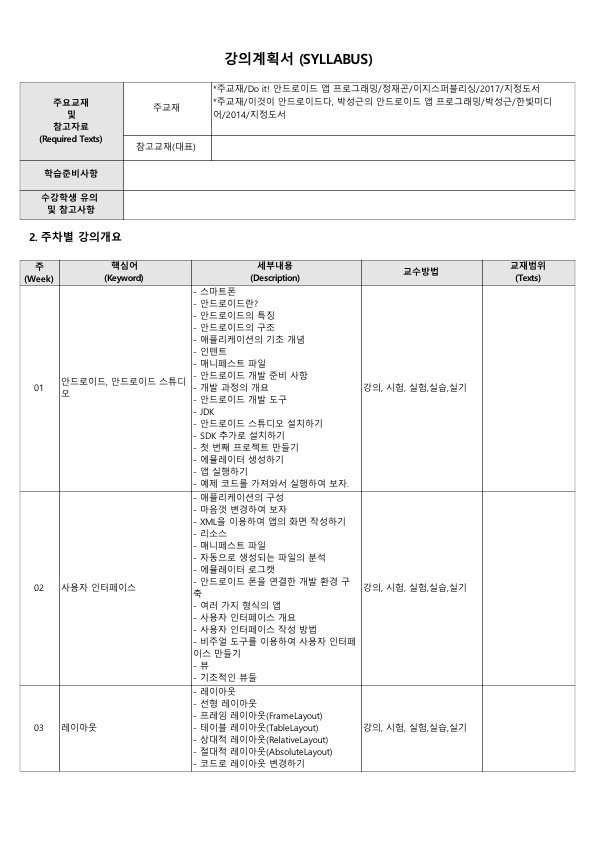 강의계획서 (SYLLABUS)
주요교재
및
참고자료
(Required Texts)
주교재
*주교재/Do it! 안드로이드 앱 프로그래밍/정재곤/이지스퍼블리싱/2017/지정도서
*주교재/이것이 안드로이드다, 박성근의 안드로이드 앱 프로그래밍/박성근/한빛미디
어/2014/지정도서
참고교재(대표)
학습준비사항
수강학생 유의
및 참고사항
2. 주차별 강의개요
주
(Week)
핵심어
(Keyword)
세부내용
(Description)
교수방법
교재범위
(Texts)
01
안드로이드, 안드로이드 스튜디
오
- 스마트폰
- 안드로이드란?
- 안드로이드의 특징
- 안드로이드의 구조
- 애플리케이션의 기초 개념
- 인텐트
- 매니페스트 파일
- 안드로이드 개발 준비 사항
- 개발 과정의 개요
- 안드로이드 개발 도구
- JDK
- 안드로이드 스튜디오 설치하기
- SDK 추가로 설치하기
- 첫 번째 프로젝트 만들기
- 에뮬레이터 생성하기
- 앱 실행하기
- 예제 코드를 가져와서 실행하여 보자.
강의, 시험, 실험,실습,실기
02
사용자 인터페이스
- 애플리케이션의 구성
- 마음껏 변경하여 보자
- XML을 이용하여 앱의 화면 작성하기
- 리소스
- 매니페스트 파일
- 자동으로 생성되는 파일의 분석
- 에뮬레이터 로그캣
- 안드로이드 폰을 연결한 개발 환경 구
축
- 여러 가지 형식의 앱
- 사용자 인터페이스 개요
- 사용자 인터페이스 작성 방법
- 비주얼 도구를 이용하여 사용자 인터페
이스 만들기
- 뷰
- 기초적인 뷰들
강의, 시험, 실험,실습,실기
03
레이아웃
- 레이아웃
- 선형 레이아웃
- 프레임 레이아웃(FrameLayout)
- 테이블 레이아웃(TableLayout)
- 상대적 레이아웃(RelativeLayout)
- 절대적 레이아웃(AbsoluteLayout)
- 코드로 레이아웃 변경하기
강의, 시험, 실험,실습,실기